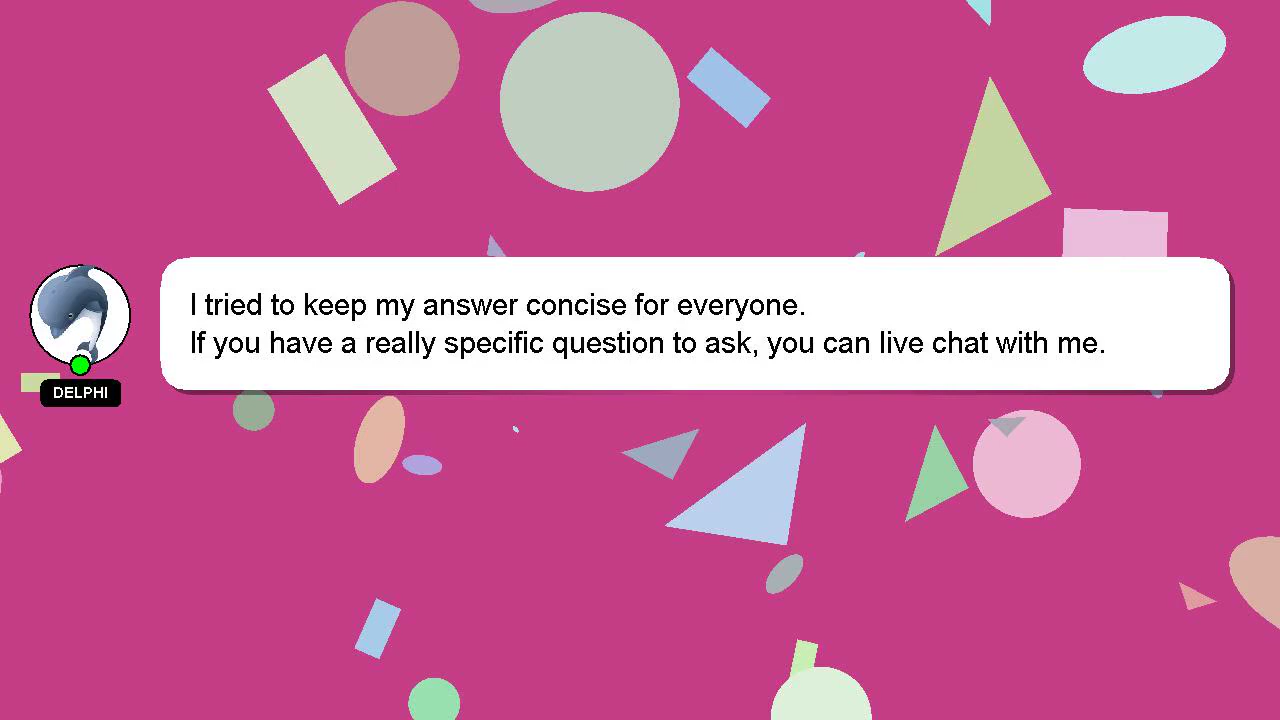 I tried to keep my answer concise for everyone.
If you have a really specific question to ask, you can live chat with me.
DELPHI